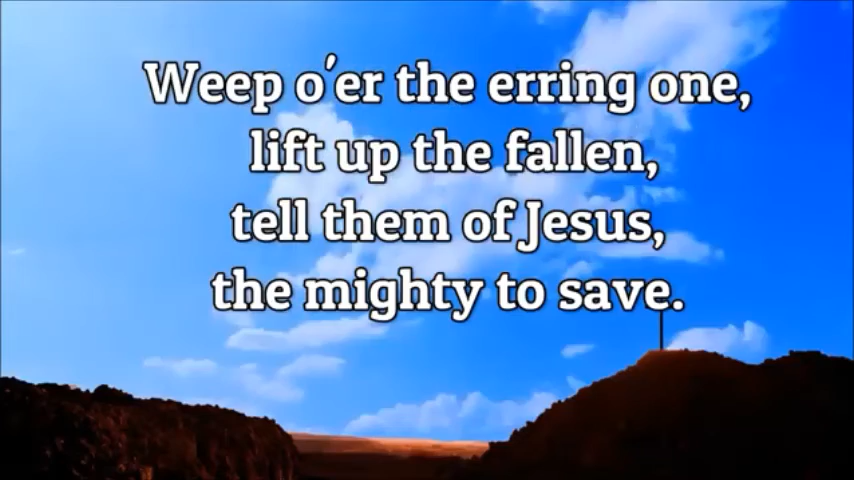 Weep o'er the erring one,
lift up the fallen,
tell them of Jesus,
the mighty to save.